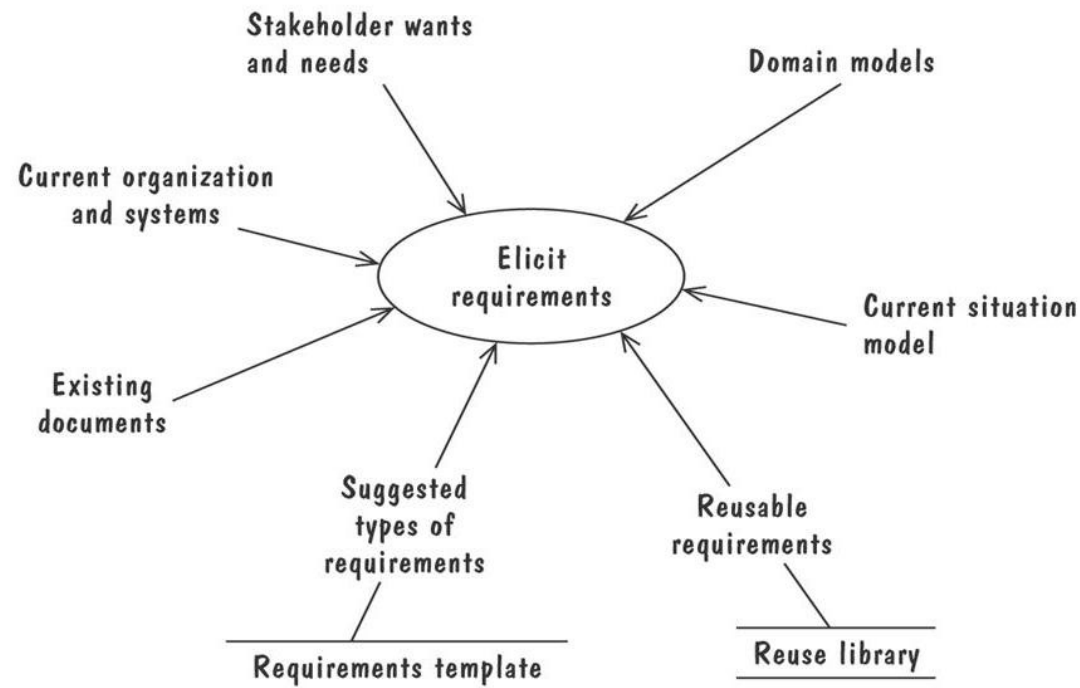 Stakeholder wants
and needs
Domain models
Current organization
and systems
Elicit
requirements
Current situation
model
Existing
documents
Suggested
types of
requirements
Reusable
requirements
Requirements template
Reuse library